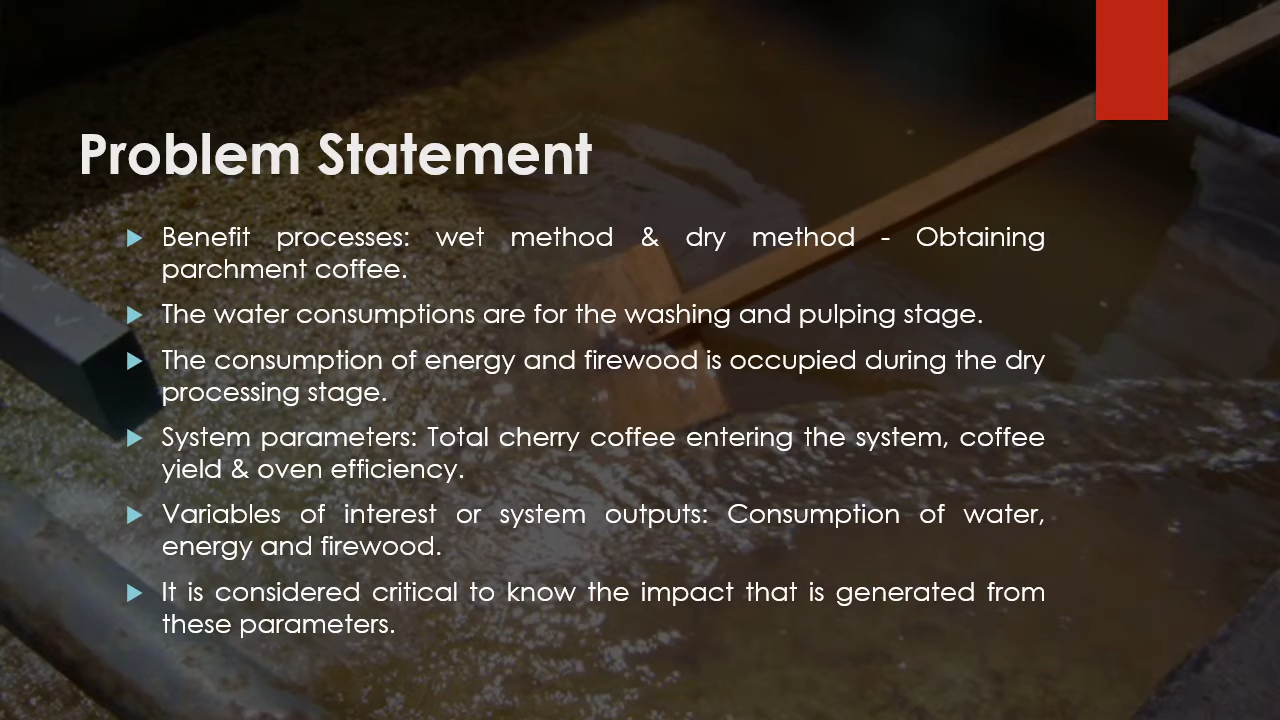 Problem Statement
Benefit processes: wet method & dry method - Obtaining
parchment coffee.
The water consumptions are for the washing and pulping stage.
The consumption of energy and firewood is occupied during the dry
processing stage.
System parameters: Total cherry coffee entering the system, coffee
yield & oven efficiency.
Variables of interest or system outputs: Consumption of water,
energy and firewood.
It is considered critical to know the impact that is generated from
these parameters.